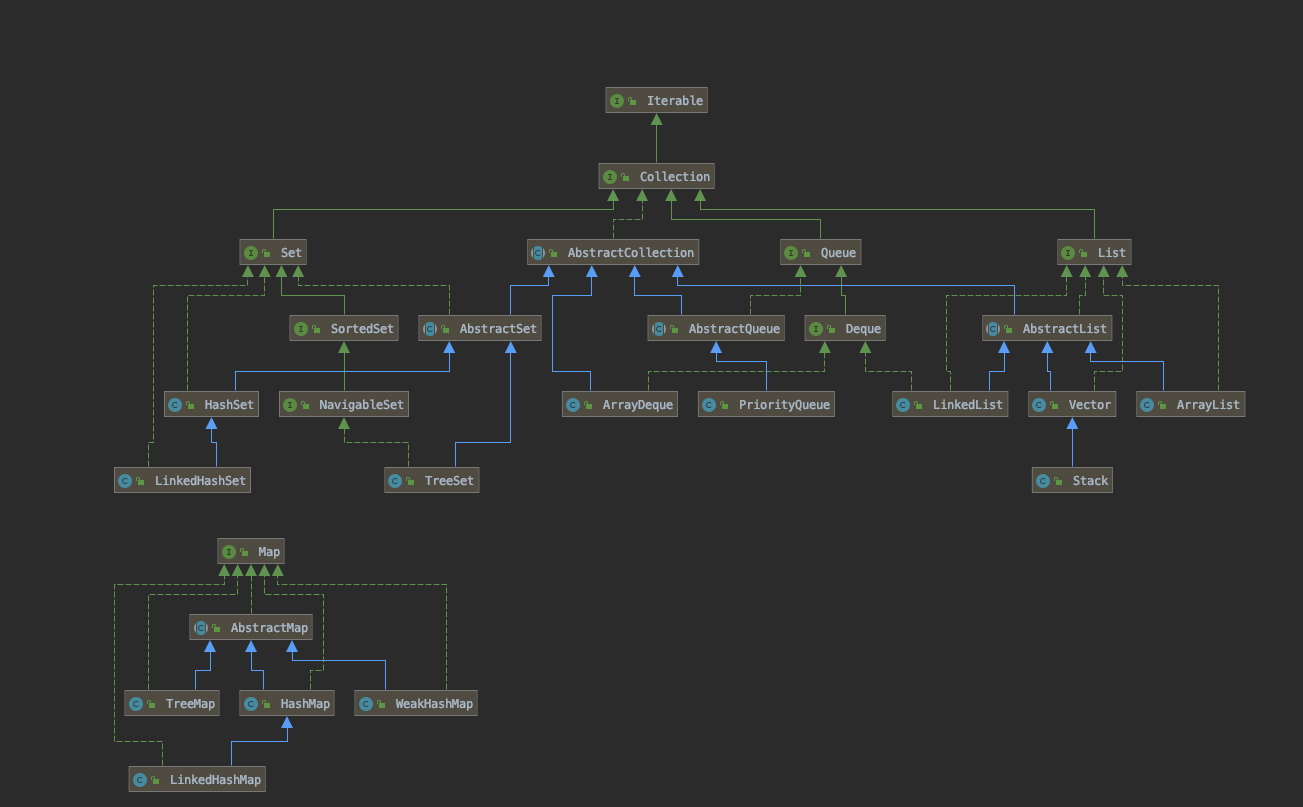 Iterable
Collection
Set
AbstractCollection
Queue
List
SortedSet
AbstractSet
AbstractQueue
Deque
AbstractList
HashSet
NavigableSet
ArrayDeque
PriorityQueue
LinkedList
Vector
ArrayList
LinkedHashSet
TreeSet
Stack
Map
AbstractMap
TreeMap
HashMap
WeakHashMap
LinkedHashMap